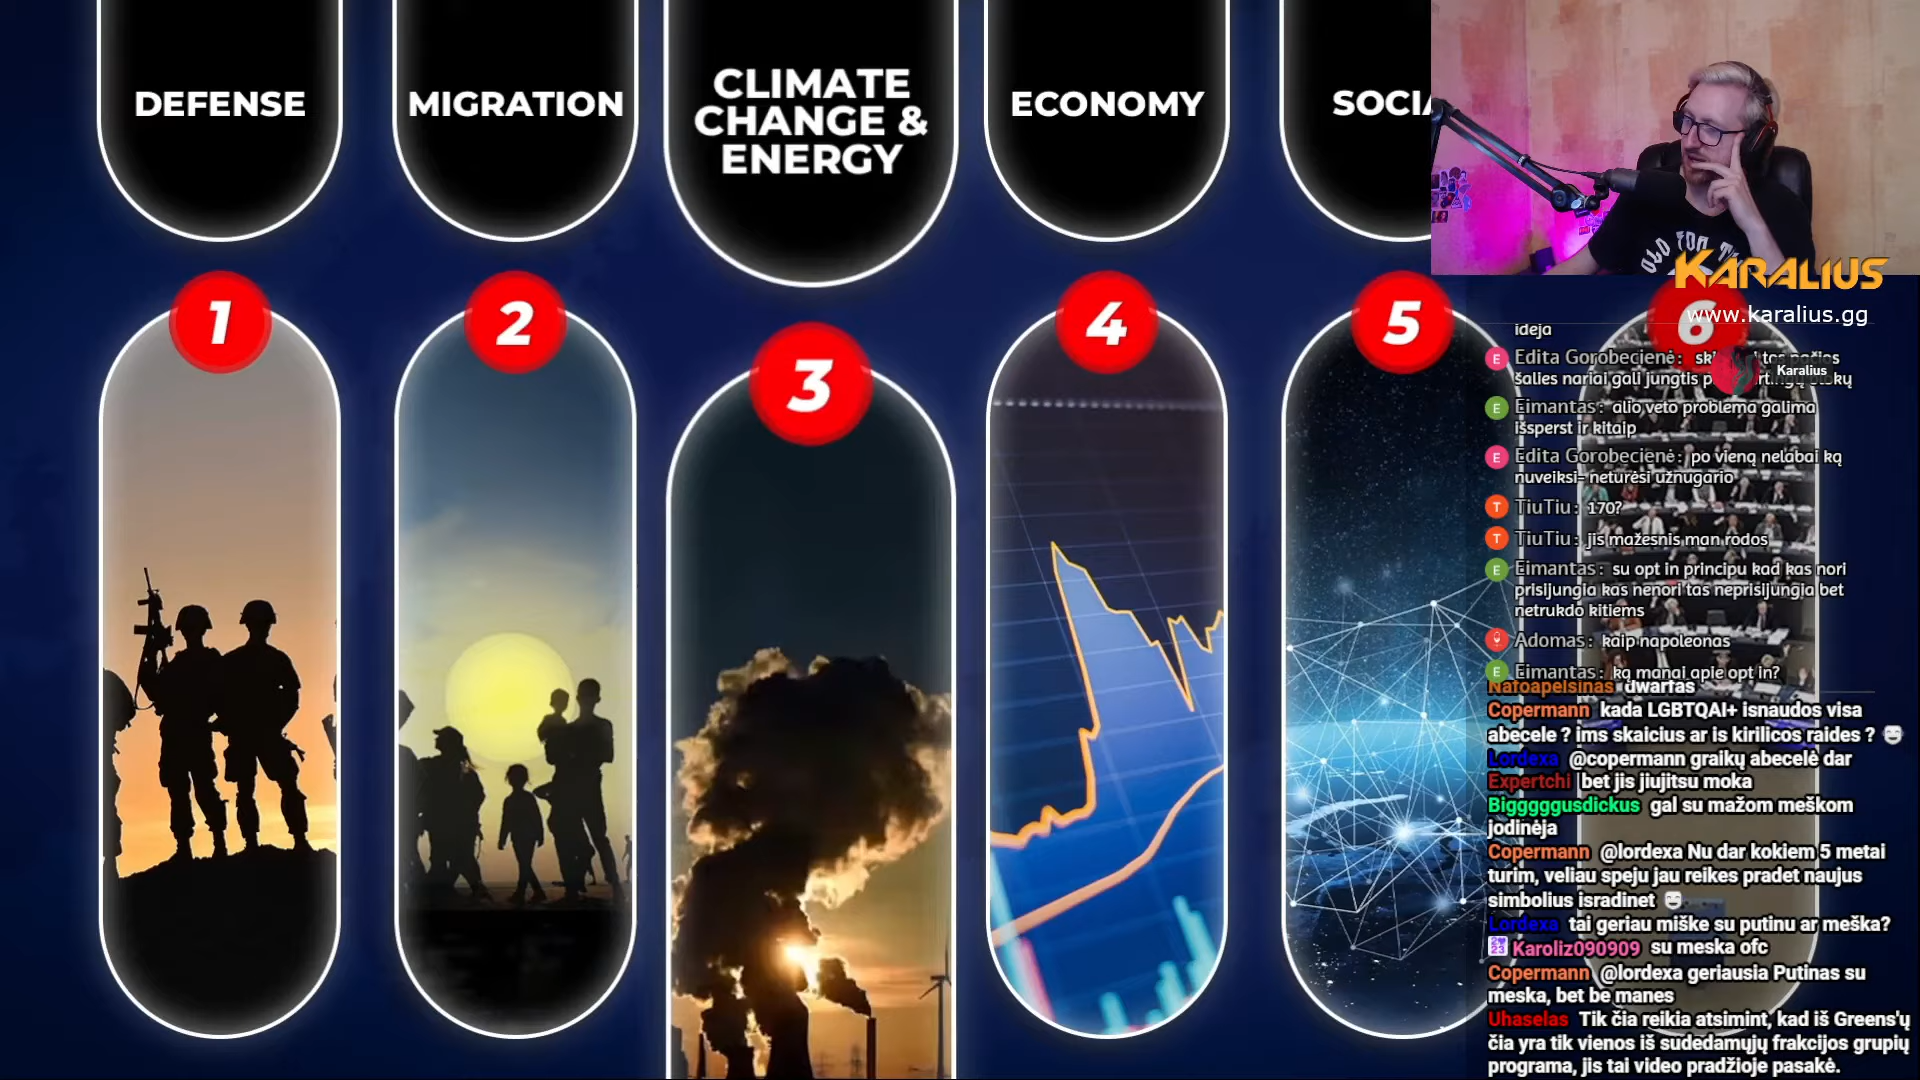 DEFENSE
MIGRATION
CLIMATE
CHANGE &
ENERGY
ECONOMY
1
2
3
4
5
6
KARALIUS
www.karalius.gg
Karalius
ideja
Edita Gorobecienė:
šalies nariai gali jungtis
Eimantas: alio veto problema galima
išsperst ir kitaip
Edita Gorobecienė: po vieną nelabai ką
nuveiksi- neturėsi užnugario
TiuTiu: 170?
TiuTiu: jis mažesnis man rodos
Eimantas: su opt in principu kad kas nori
prisijungia kas nenori tas neprisijungia bet
netrukdo kitiems
Adomas: kaip napoleonas
Eimantas: ką manai apie opt in?
Nafoapelsinas dwarfas
Copermann kada LGBTQAI+ isnaudos visa
abecele ? ims skaicius ar is kirilicos raides ?
Lordexa @copermann graikų abecelė dar
Expertchi bet jis jiujitsu moka
Bigggggusdickus gal su mažom meškom
jodinėja
Copermann @lordexa Nu dar kokiem 5 metai
turim, veliau speju jau reikes pradet naujus
simbolius isradinet
Lordexa tai geriau miške su putinu ar meška?
Karoliz090909 su meska ofc
Copermann @lordexa geriausia Putinas su
meska, bet be manes
Uhaselas Tik čia reikia atsimint, kad iš Greens'ų
čia yra tik vienos iš sudedamųjų frakcijos grupių
programa, jis tai video pradžioje pasakė.